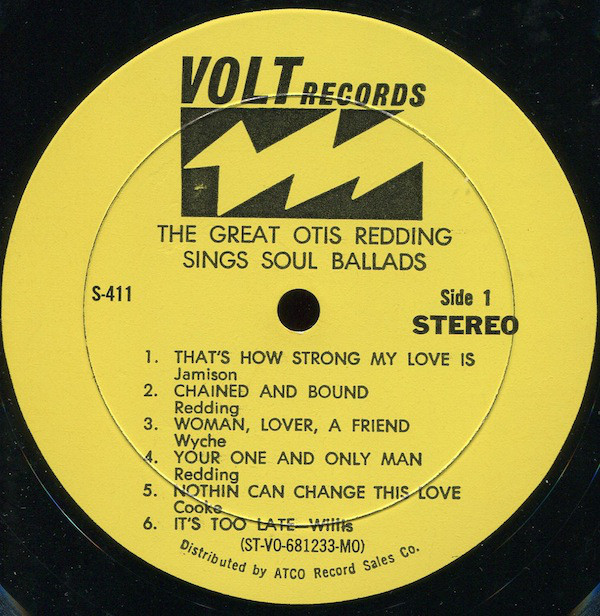 VOLT RECORDS
THE GREAT OTIS REDDING
SINGS SOUL BALLADS
S-411
Side 1
STEREO
1. THAT'S HOW STRONG MY LOVE IS
Jamison
2. CHAINED AND BOUND
Redding
3. WOMAN, LOVER, A FRIEND
Wyche
4. YOUR ONE AND ONLY MAN
Redding
5. NOTHIN CAN CHANGE THIS LOVE
Cooke
6. IT'S TOO LATE—Willis
(ST-VO-681233-MO)
Distributed by ATCO Record Sales Co.